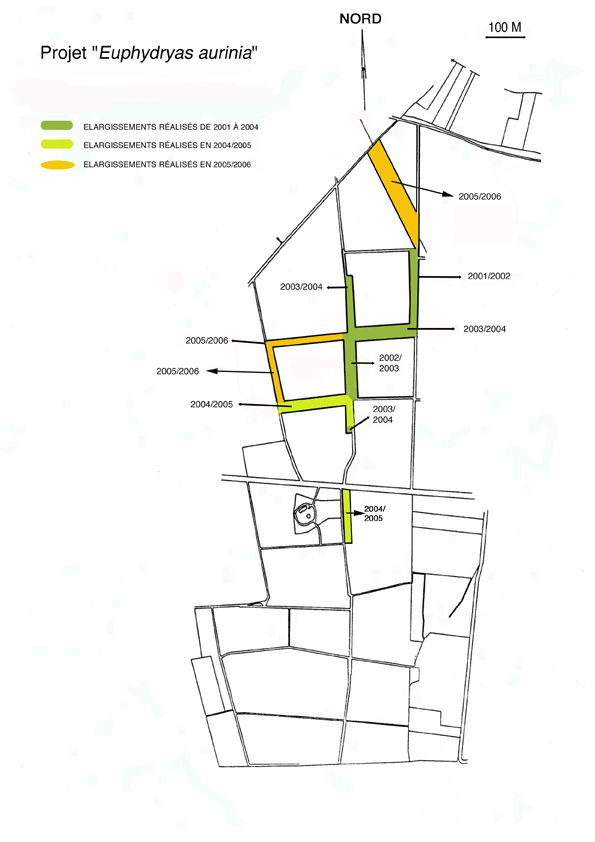 NORD
100 M
Projet "Euphydryas aurinia"
ELARGISSEMENTS RÉALISÉS DE 2001 À 2004
ELARGISSEMENTS RÉALISÉS EN 2004/2005
ELARGISSEMENTS RÉALISÉS EN 2005/2006
2005/2006
2001/2002
2003/2004
2003/2004
2005/2006
2002/
2003
2005/2006
2004/2005
2003/
2004
2004/
2005